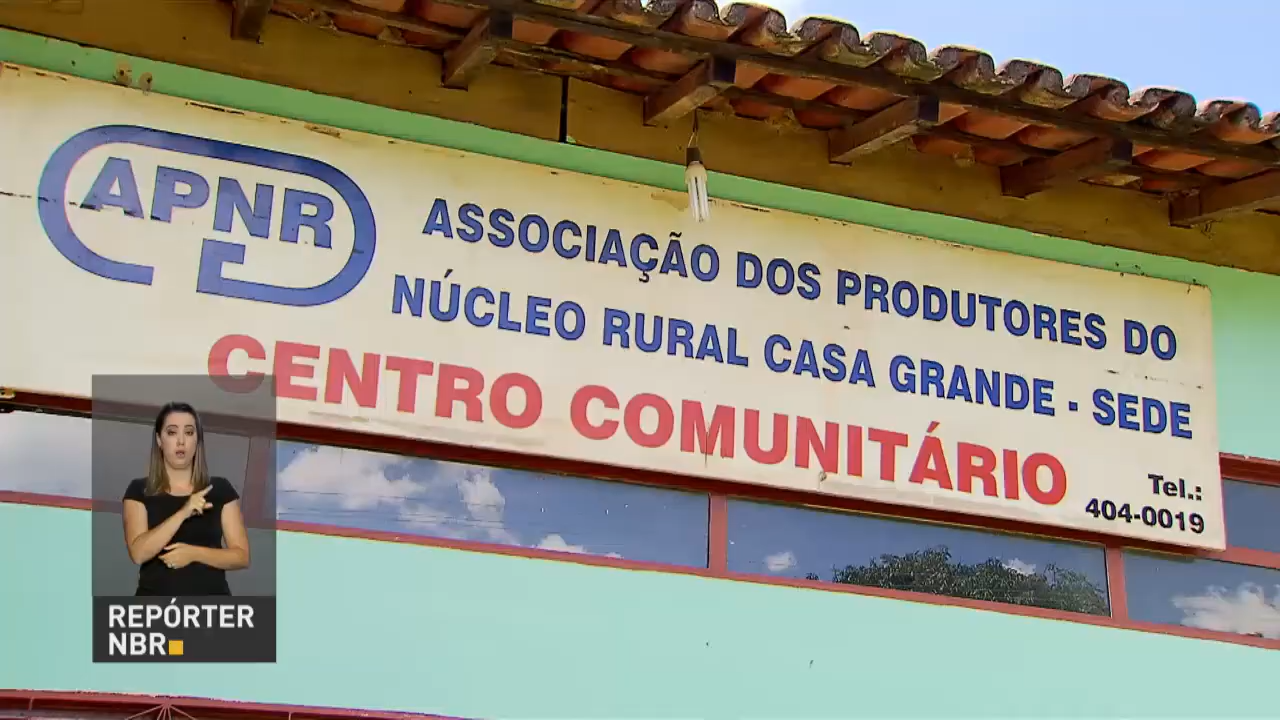 APNR
ASSOCIAÇÃO DOS PRODUTORES DO
NÚCLEO RURAL CASA GRANDE - SEDE
CENTRO COMUNITÁRIO
Tel.:
404-0019
REPÓRTER
NBR